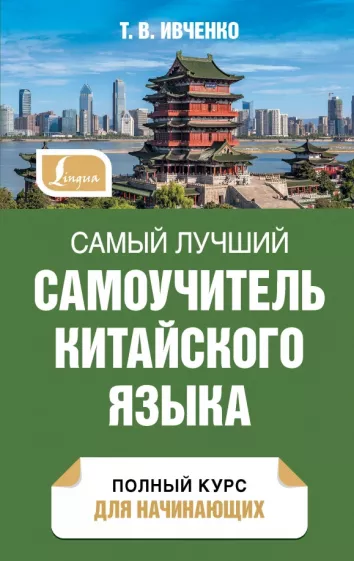 Т. В. ИВЧЕНКО
Lingua
САМЫЙ ЛУЧШИЙ
САМОУЧИТЕЛЬ
КИТАЙСКОГО
ЯЗЫКА
ПОЛНЫЙ КУРС
ДЛЯ НАЧИНАЮЩИХ